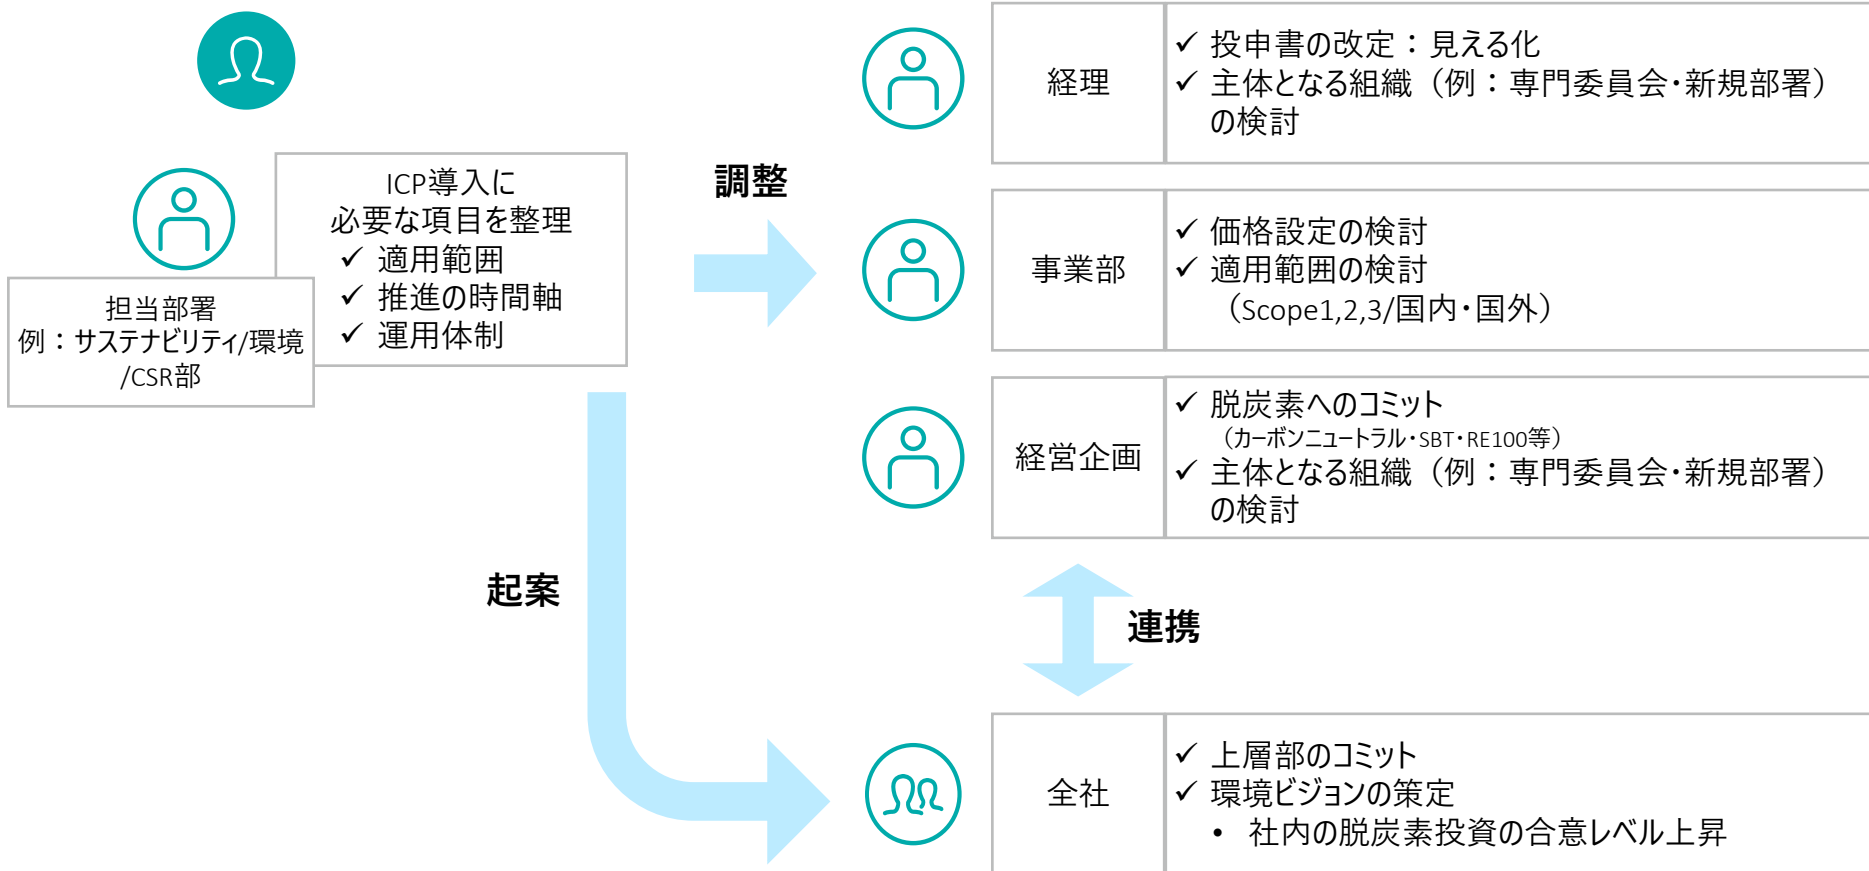 ICP導入に
必要な項目を整理
✓ 適用範囲
✓ 推進の時間軸
✓ 運用体制
担当部署
例：サステナビリティ/環境
/CSR部
調整
起案
経理
✓ 投申書の改定：見える化
✓ 主体となる組織（例：専門委員会・新規部署）
の検討
事業部
✓ 価格設定の検討
✓ 適用範囲の検討
（Scope1,2,3/国内・国外）
経営企画
✓ 脱炭素へのコミット
（カーボンニュートラル・SBT・RE100等）
✓ 主体となる組織（例：専門委員会・新規部署）
の検討
連携
全社
✓ 上層部のコミット
✓ 環境ビジョンの策定
• 社内の脱炭素投資の合意レベル上昇